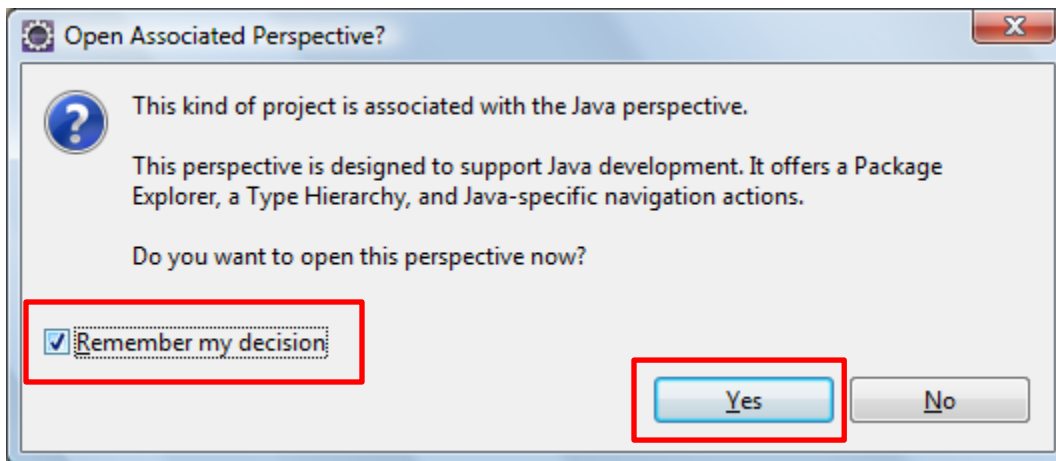 Open Associated Perspective?
This kind of project is associated with the Java perspective.
This perspective is designed to support Java development. It offers a Package
Explorer, a Type Hierarchy, and Java-specific navigation actions.
Do you want to open this perspective now?
Remember my decision
Yes
No